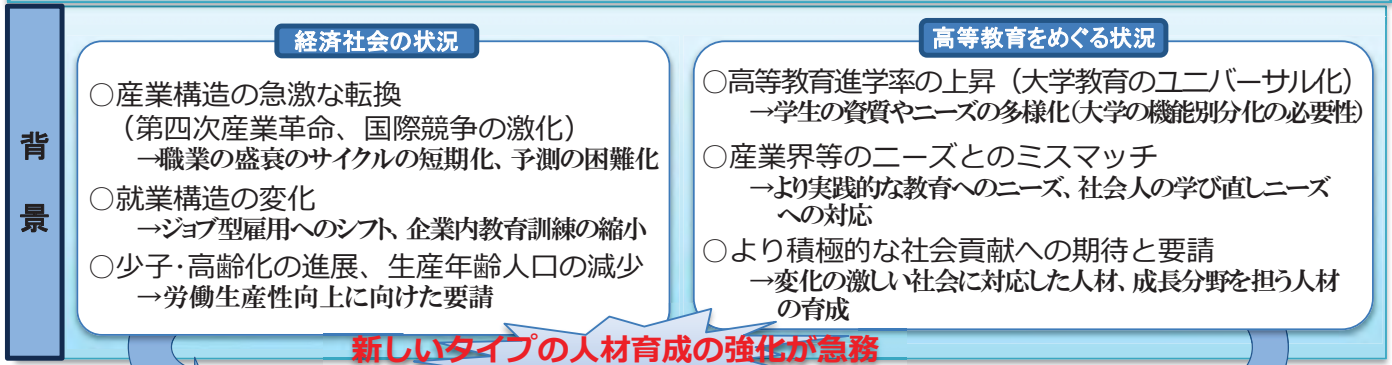 背景
経済社会の状況
○産業構造の急激な転換
（第四次産業革命、国際競争の激化）
→職業の盛衰のサイクルの短期化、予測の困難化
○就業構造の変化
→ジョブ型雇用へのシフト、企業内教育訓練の縮小
○少子・高齢化の進展、生産年齢人口の減少
→労働生産性向上に向けた要請
高等教育をめぐる状況
○高等教育進学率の上昇（大学教育のユニバーサル化）
→学生の資質やニーズの多様化（大学の機能別分化の必要性）
○産業界等のニーズとのミスマッチ
→より実践的な教育へのニーズ、社会人の学び直しニーズ
への対応
○より積極的な社会貢献への期待と要請
→変化の激しい社会に対応した人材、成長分野を担う人材
の育成
新しいタイプの人材育成の強化が急務